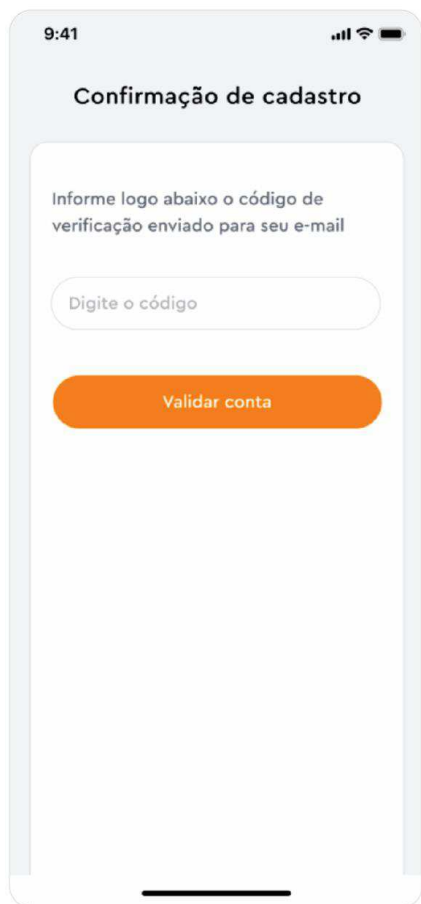 9:41
Confirmação de cadastro
Informe logo abaixo o código de
verificação enviado para seu e-mail
Digite o código
Validar conta